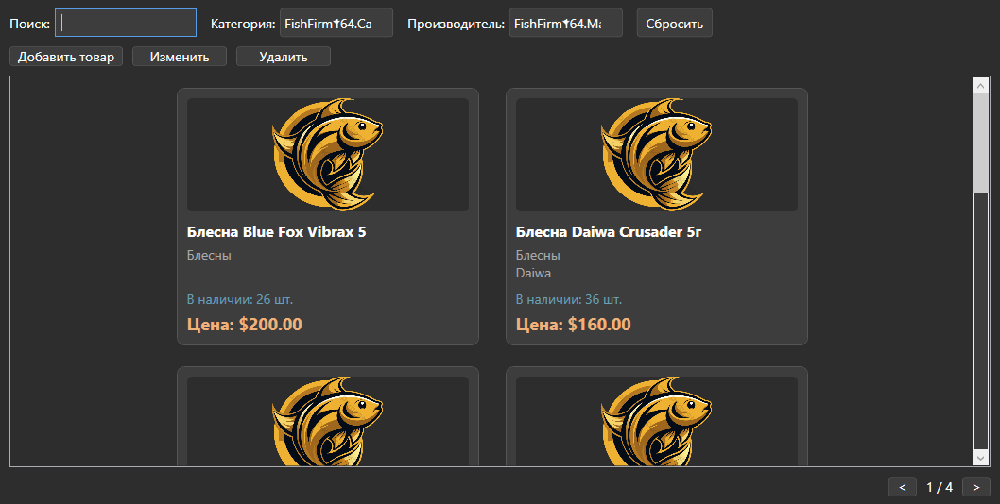 Поиск: Категория: FishFirm 64.Ca Производитель: FishFirm 64.Ma Сбросить
Добавить товар Изменить Удалить
Блесна Blue Fox Vibrax 5
Блесны
В наличии: 26 шт.
Цена: $200.00
Блесна Daiwa Crusader 5г
Блесны
Daiwa
В наличии: 36 шт.
Цена: $160.00
< 1 / 4 >